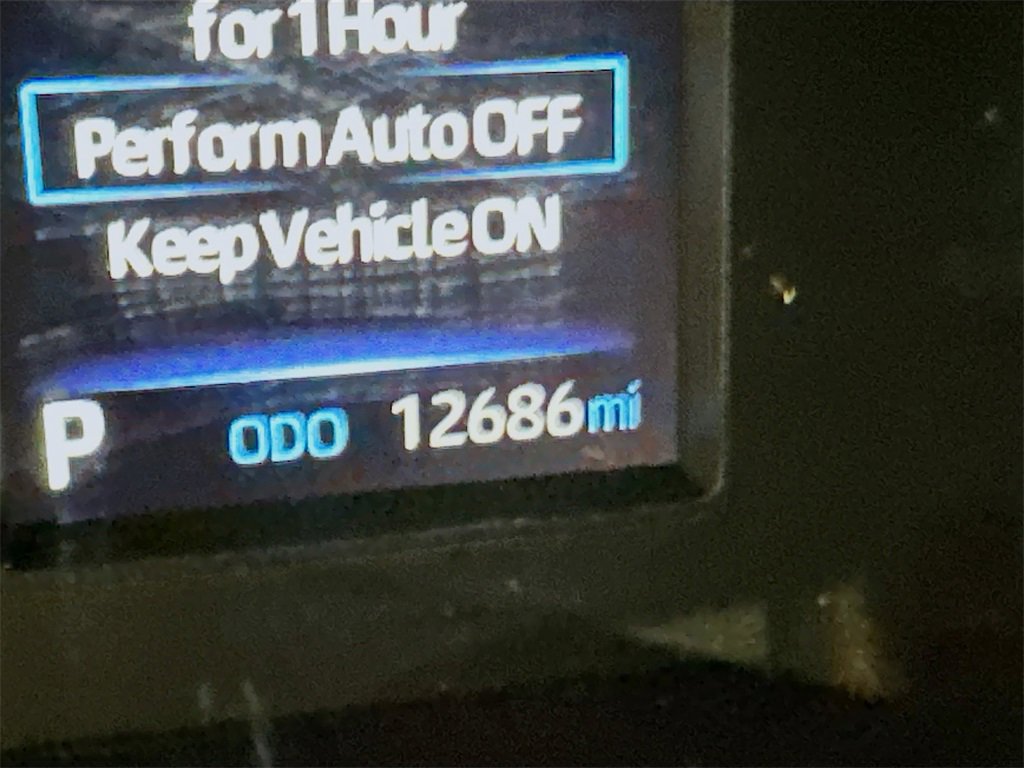 for 1 Hour
Perform Auto OFF
Keep Vehicle ON
P ODO 12686 mi